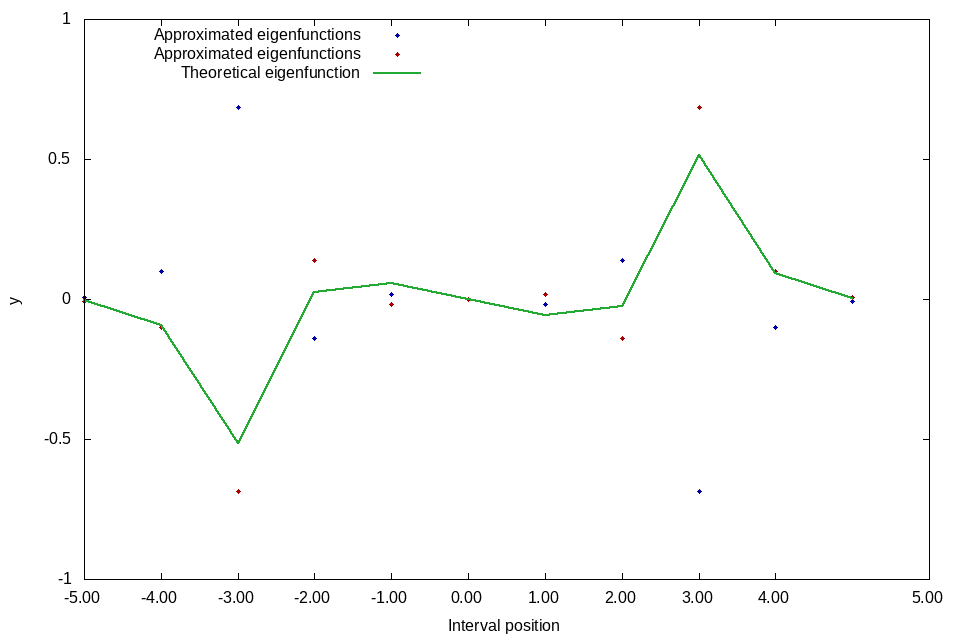 Approximated eigenfunctions
Approximated eigenfunctions
Theoretical eigenfunction
1
0.5
0
-0.5
-1
y
-5.00 -4.00 -3.00 -2.00 -1.00 0.00 1.00 2.00 3.00 4.00 5.00
Interval position